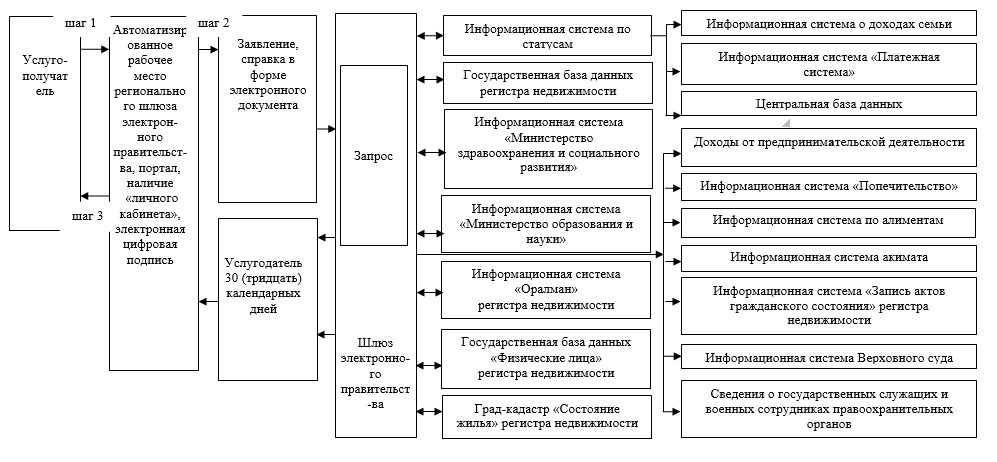 шаг 1
Услуго-
получат
ель
шаг 3
Автоматизир
ованное
рабочее
место
регионально
го шлюза
электрон-
ного
правительст-
ва, портал,
наличие
«личного
кабинета»,
электронная
цифровая
подпись
шаг 2
Заявление,
справка в
форме
электронного
документа
Услугодатель
30 (тридцать)
календарных
дней
Запрос
Шлюз
электронно-
го
правительст
-ва
Информационная система по
статусам
Государственная база данных
регистра недвижимости
Информационная система
«Министерство
здравоохранения и социального
развития»
Информационная система
«Министерство образования и
науки»
Информационная система
«Оралман»
регистра недвижимости
Государственная база данных
«Физические лица»
регистра недвижимости
Град-кадастр «Состояние
жилья» регистра недвижимости
Информационная система о доходах семьи
Информационная система «Платежная
система»
Центральная база данных
Доходы от предпринимательской деятельности
Информационная система «Попечительство»
Информационная система по алиментам
Информационная система акимата
Информационная система «Запись актов
гражданского состояния» регистра
недвижимости
Информационная система Верховного суда
Сведения о государственных служащих и
военных сотрудниках правоохранительных
органов